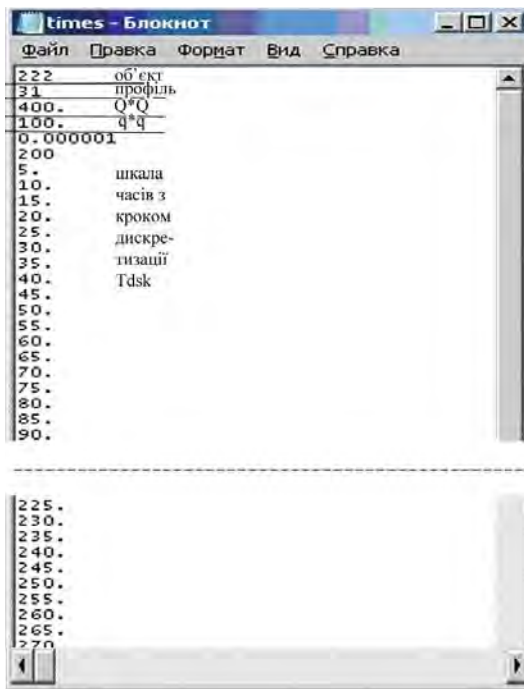 times - Блокнот
Файл Правка Формат Вид Справка
222 об'єкт
31 профіль
400. Q*Q
100. q*q
0.000001
200
5. шкала
10.
15. часів з
20. кроком
25. дискре-
30.
35. тизації
40. Tdsk
45.
50.
55.
60.
65.
70.
75.
80.
85.
90.
225.
230.
235.
240.
245.
250.
255.
260.
265.
270